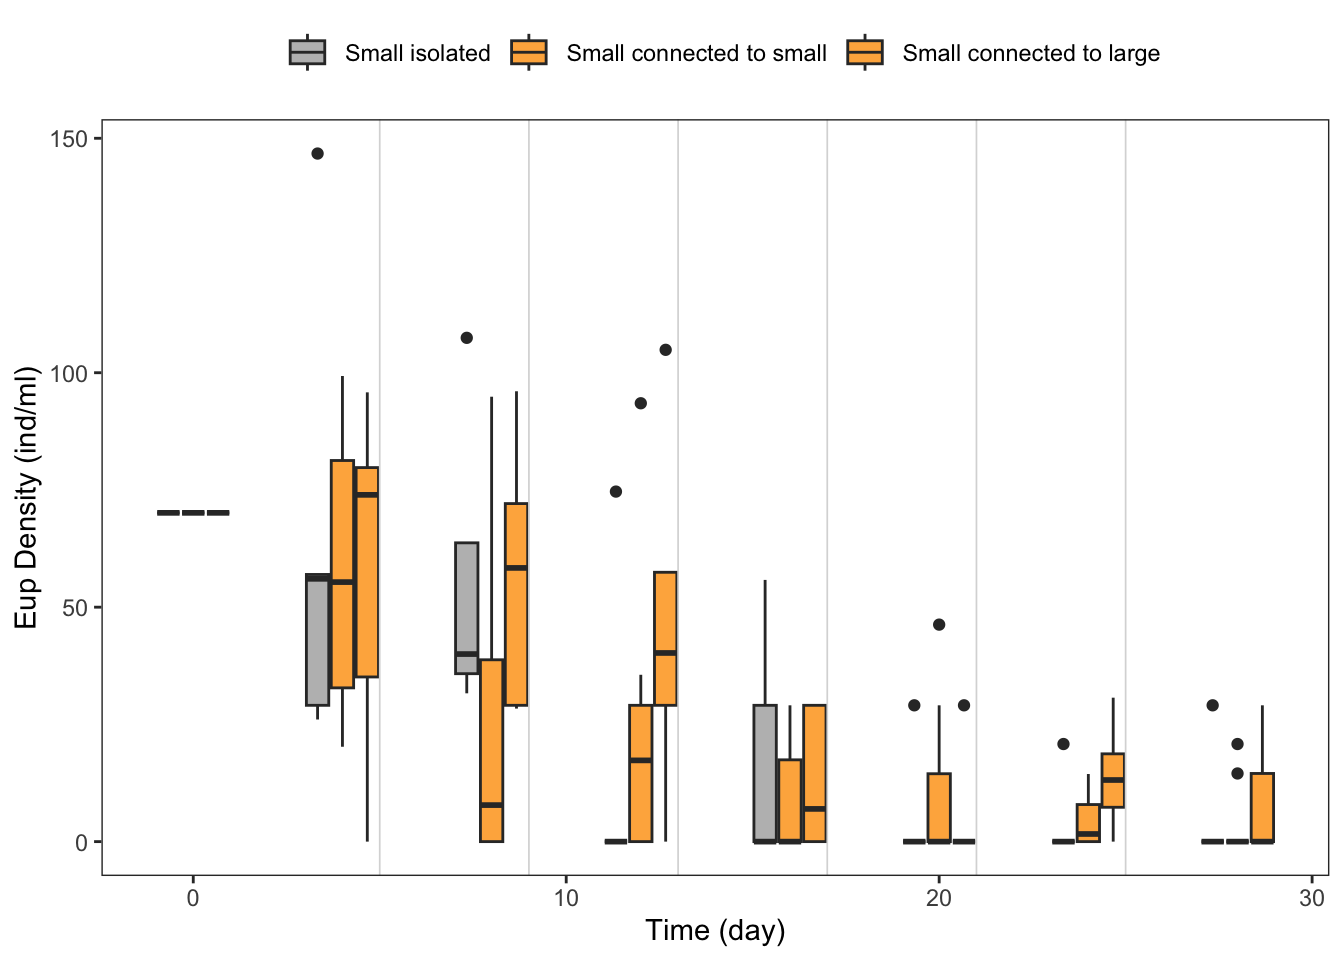 Small isolated Small connected to small Small connected to large
150
100
50
0
Eup Density (ind/ml)
0 10 20 30
Time (day)